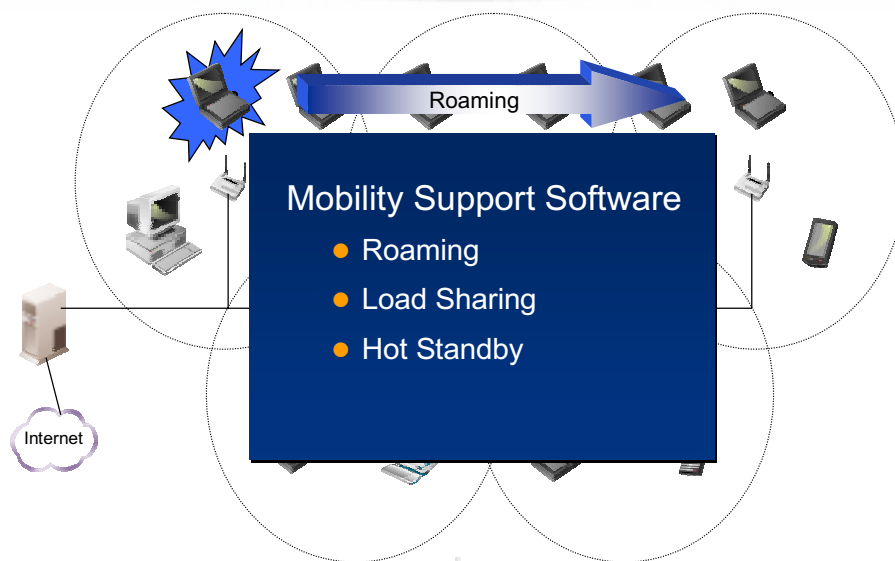 Roaming
Mobility Support Software
Roaming
Load Sharing
Hot Standby
Internet